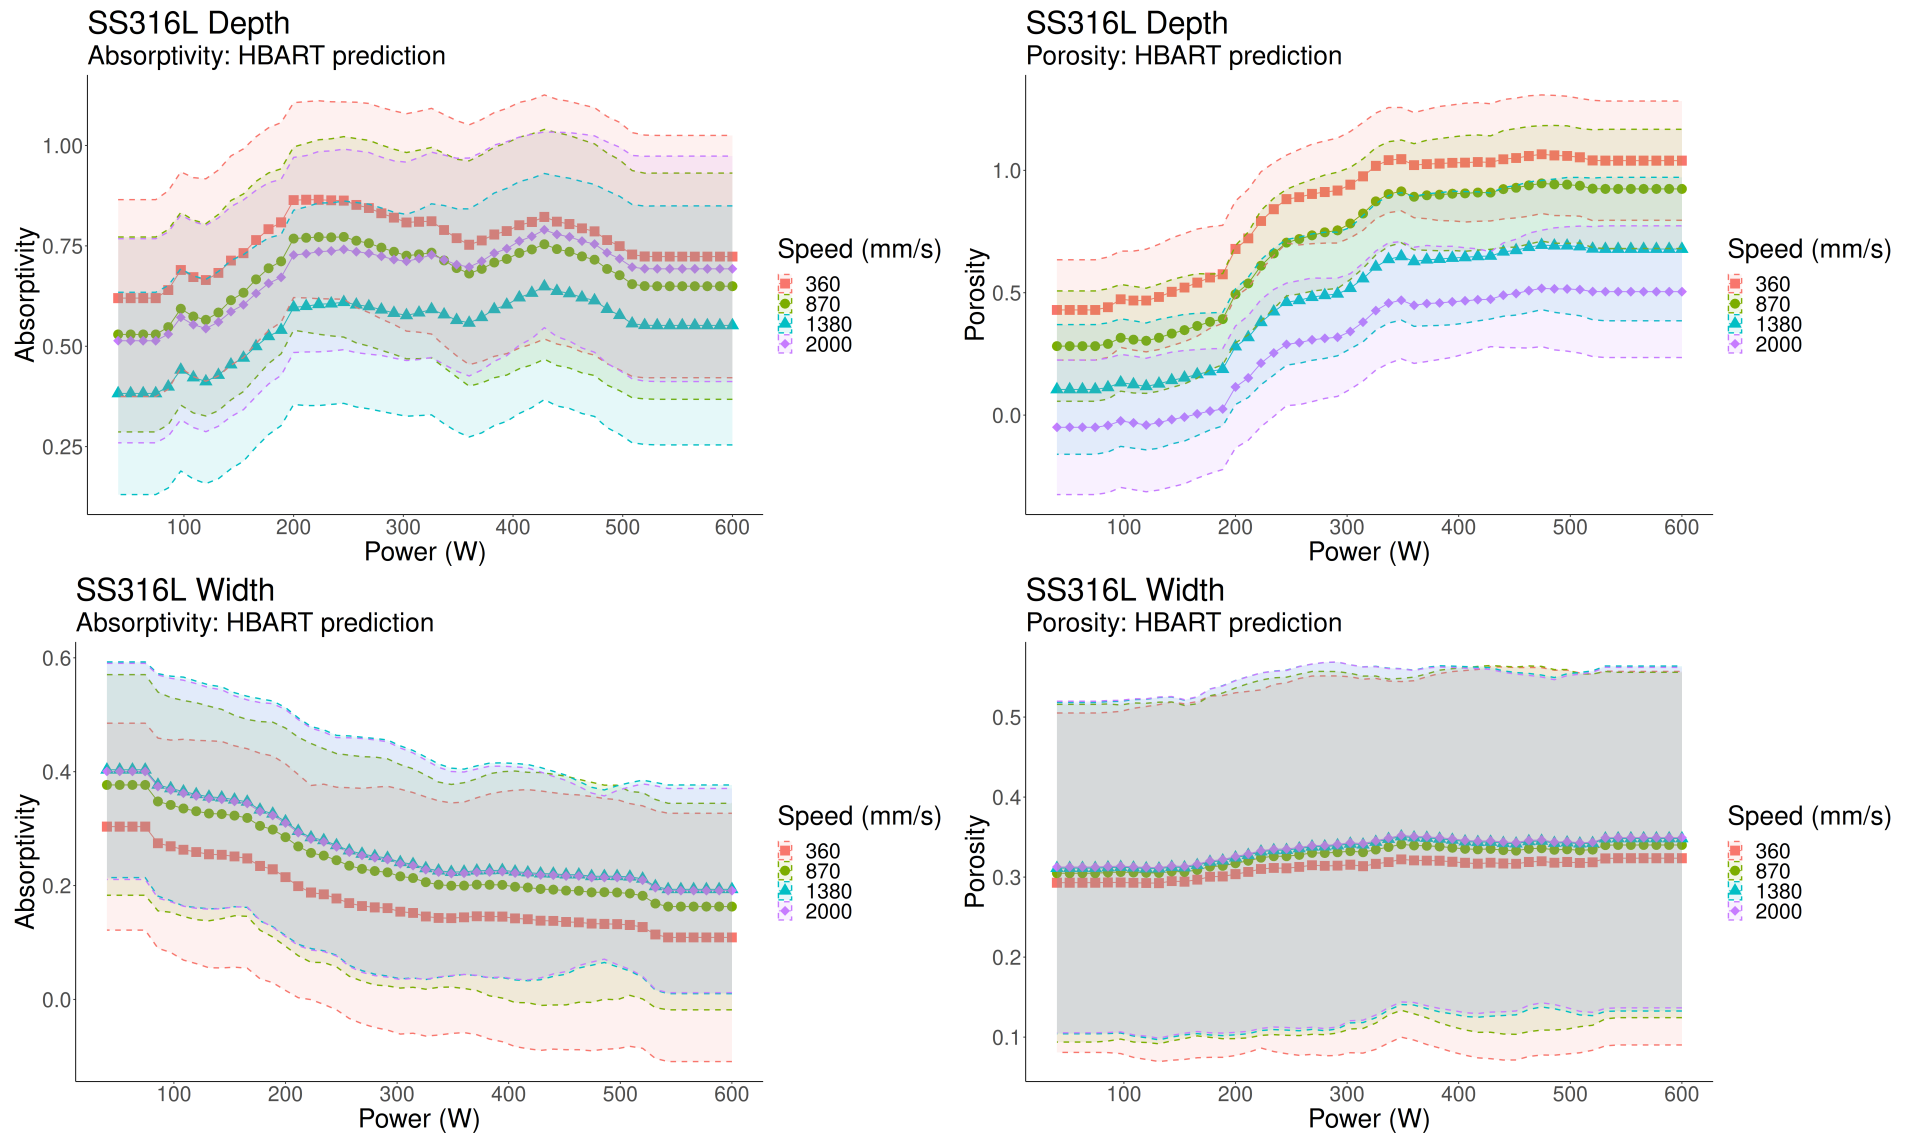 SS316L Depth
Absorptivity: HBART prediction
Absorptivity
1.00
0.75
0.50
0.25
100 200 300 400 500 600
Power (W)
Speed (mm/s)
360
870
1380
2000
SS316L Depth
Porosity: HBART prediction
Porosity
1.0
0.5
0.0
100 200 300 400 500 600
Power (W)
Speed (mm/s)
360
870
1380
2000
SS316L Width
Absorptivity: HBART prediction
Absorptivity
0.6
0.4
0.2
0.0
100 200 300 400 500 600
Power (W)
Speed (mm/s)
360
870
1380
2000
SS316L Width
Porosity: HBART prediction
Porosity
0.5
0.4
0.3
0.2
0.1
100 200 300 400 500 600
Power (W)
Speed (mm/s)
360
870
1380
2000